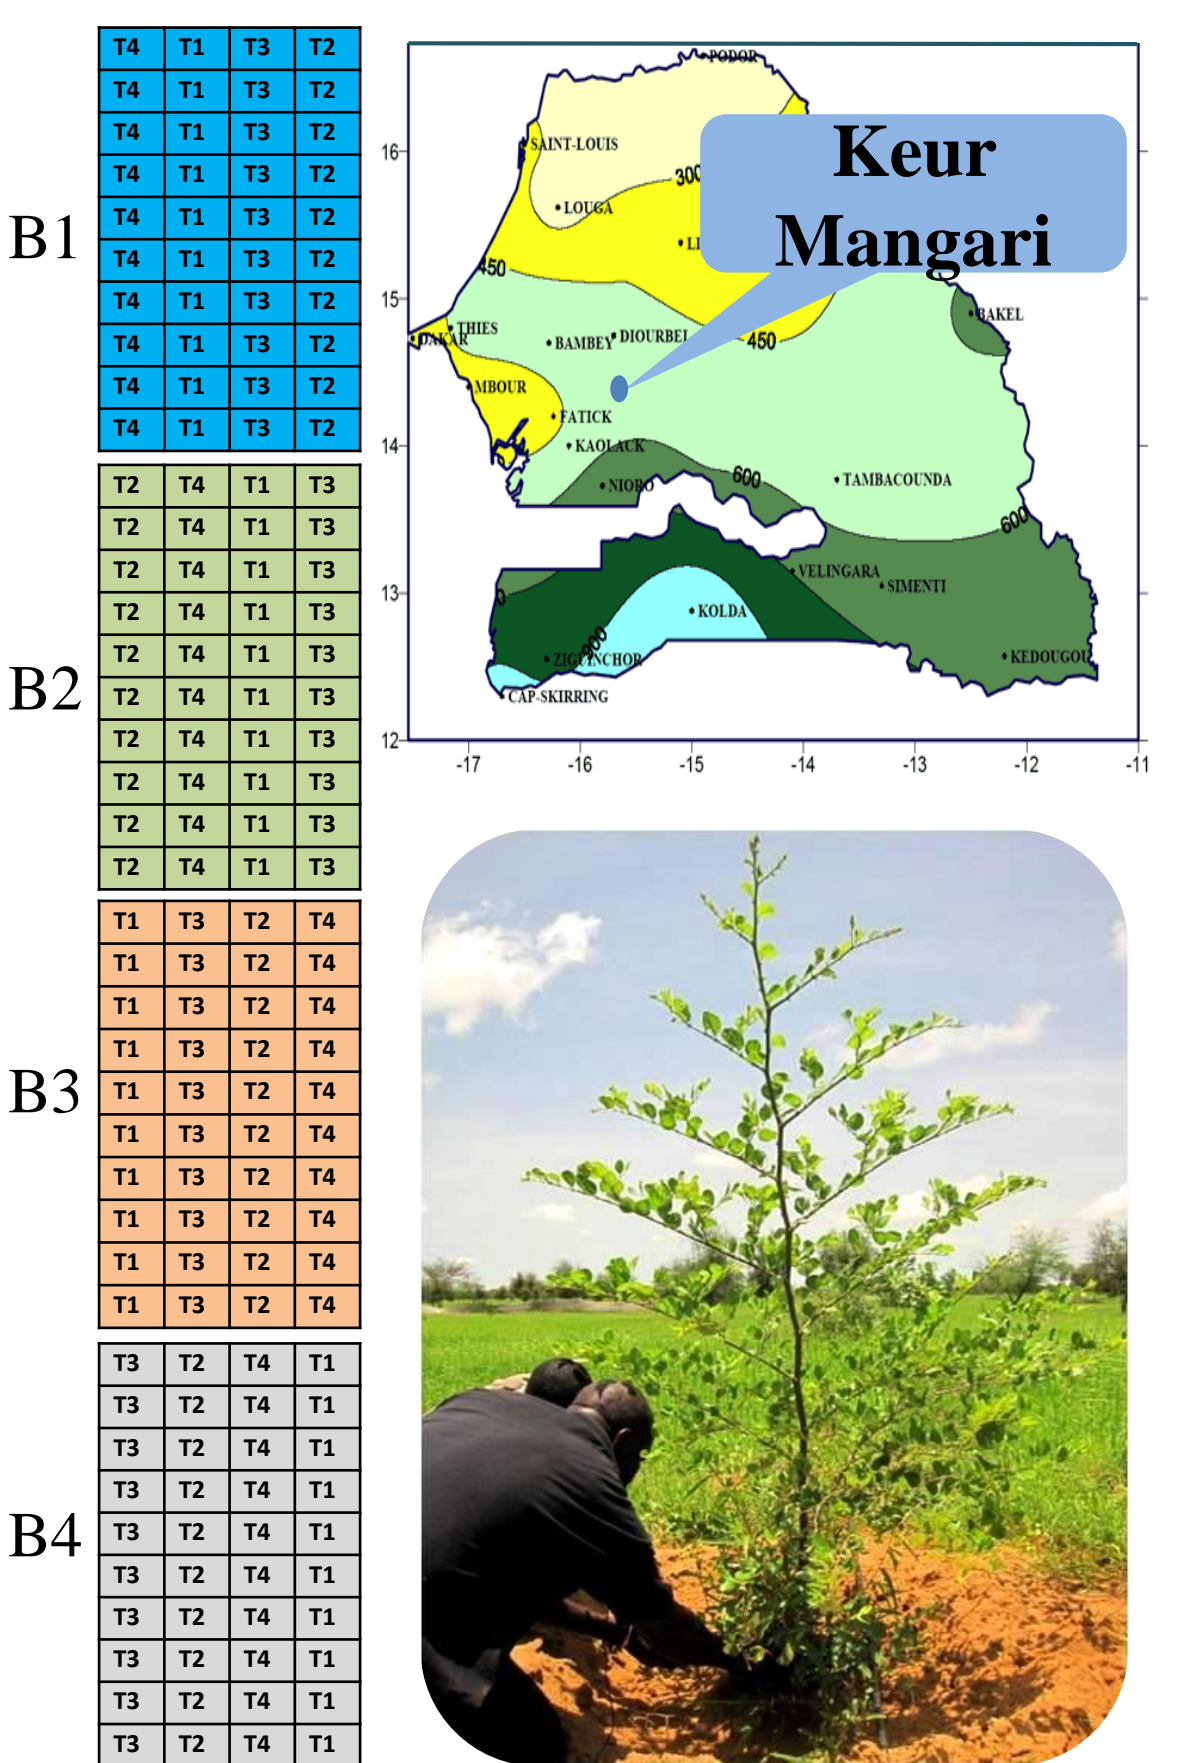 B1
T4 T1 T3 T2
T4 T1 T3 T2
T4 T1 T3 T2
T4 T1 T3 T2
T4 T1 T3 T2
T4 T1 T3 T2
T4 T1 T3 T2
T4 T1 T3 T2
T4 T1 T3 T2
T4 T1 T3 T2
B2
T2 T4 T1 T3
T2 T4 T1 T3
T2 T4 T1 T3
T2 T4 T1 T3
T2 T4 T1 T3
T2 T4 T1 T3
T2 T4 T1 T3
T2 T4 T1 T3
T2 T4 T1 T3
T2 T4 T1 T3
B3
T1 T3 T2 T4
T1 T3 T2 T4
T1 T3 T2 T4
T1 T3 T2 T4
T1 T3 T2 T4
T1 T3 T2 T4
T1 T3 T2 T4
T1 T3 T2 T4
T1 T3 T2 T4
T1 T3 T2 T4
B4
T3 T2 T4 T1
T3 T2 T4 T1
T3 T2 T4 T1
T3 T2 T4 T1
T3 T2 T4 T1
T3 T2 T4 T1
T3 T2 T4 T1
T3 T2 T4 T1
T3 T2 T4 T1
T3 T2 T4 T1
Keur
Mangari
PODOR
16
SAINT-LOUIS
300
LOUGA
450
15
BAKEL
THIES
DAKAR
BAMBEY
DIOURBEL
450
MBOUR
FATICK
14
KAOLACK
NIORO
600
TAMBACOUNDA
600
13
VELINGARA
SIMENTI
KOLDA
900
ZIGUINCHOR
KEDOUGOU
CAP-SKIRRING
12
-17 -16 -15 -14 -13 -12 -11